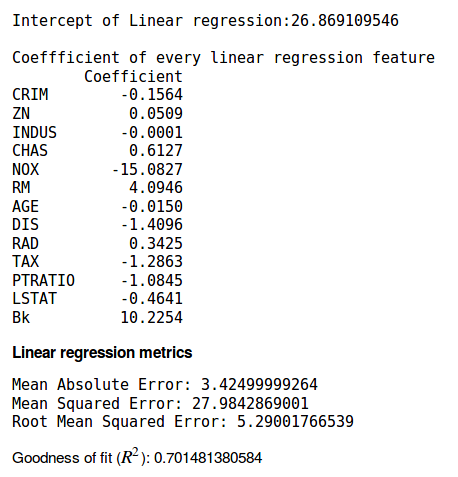 Intercept of Linear regression:26.869109546
Coeffficient of every linear regression feature
Coefficient
CRIM -0.1564
ZN 0.0509
INDUS -0.0001
CHAS 0.6127
NOX -15.0827
RM 4.0946
AGE -0.0150
DIS -1.4096
RAD 0.3425
TAX -1.2863
PTRATIO -1.0845
LSTAT -0.4641
Bk 10.2254
Linear regression metrics
Mean Absolute Error: 3.42499999264
Mean Squared Error: 27.9842869001
Root Mean Squared Error: 5.29001766539
Goodness of fit (R²): 0.701481380584